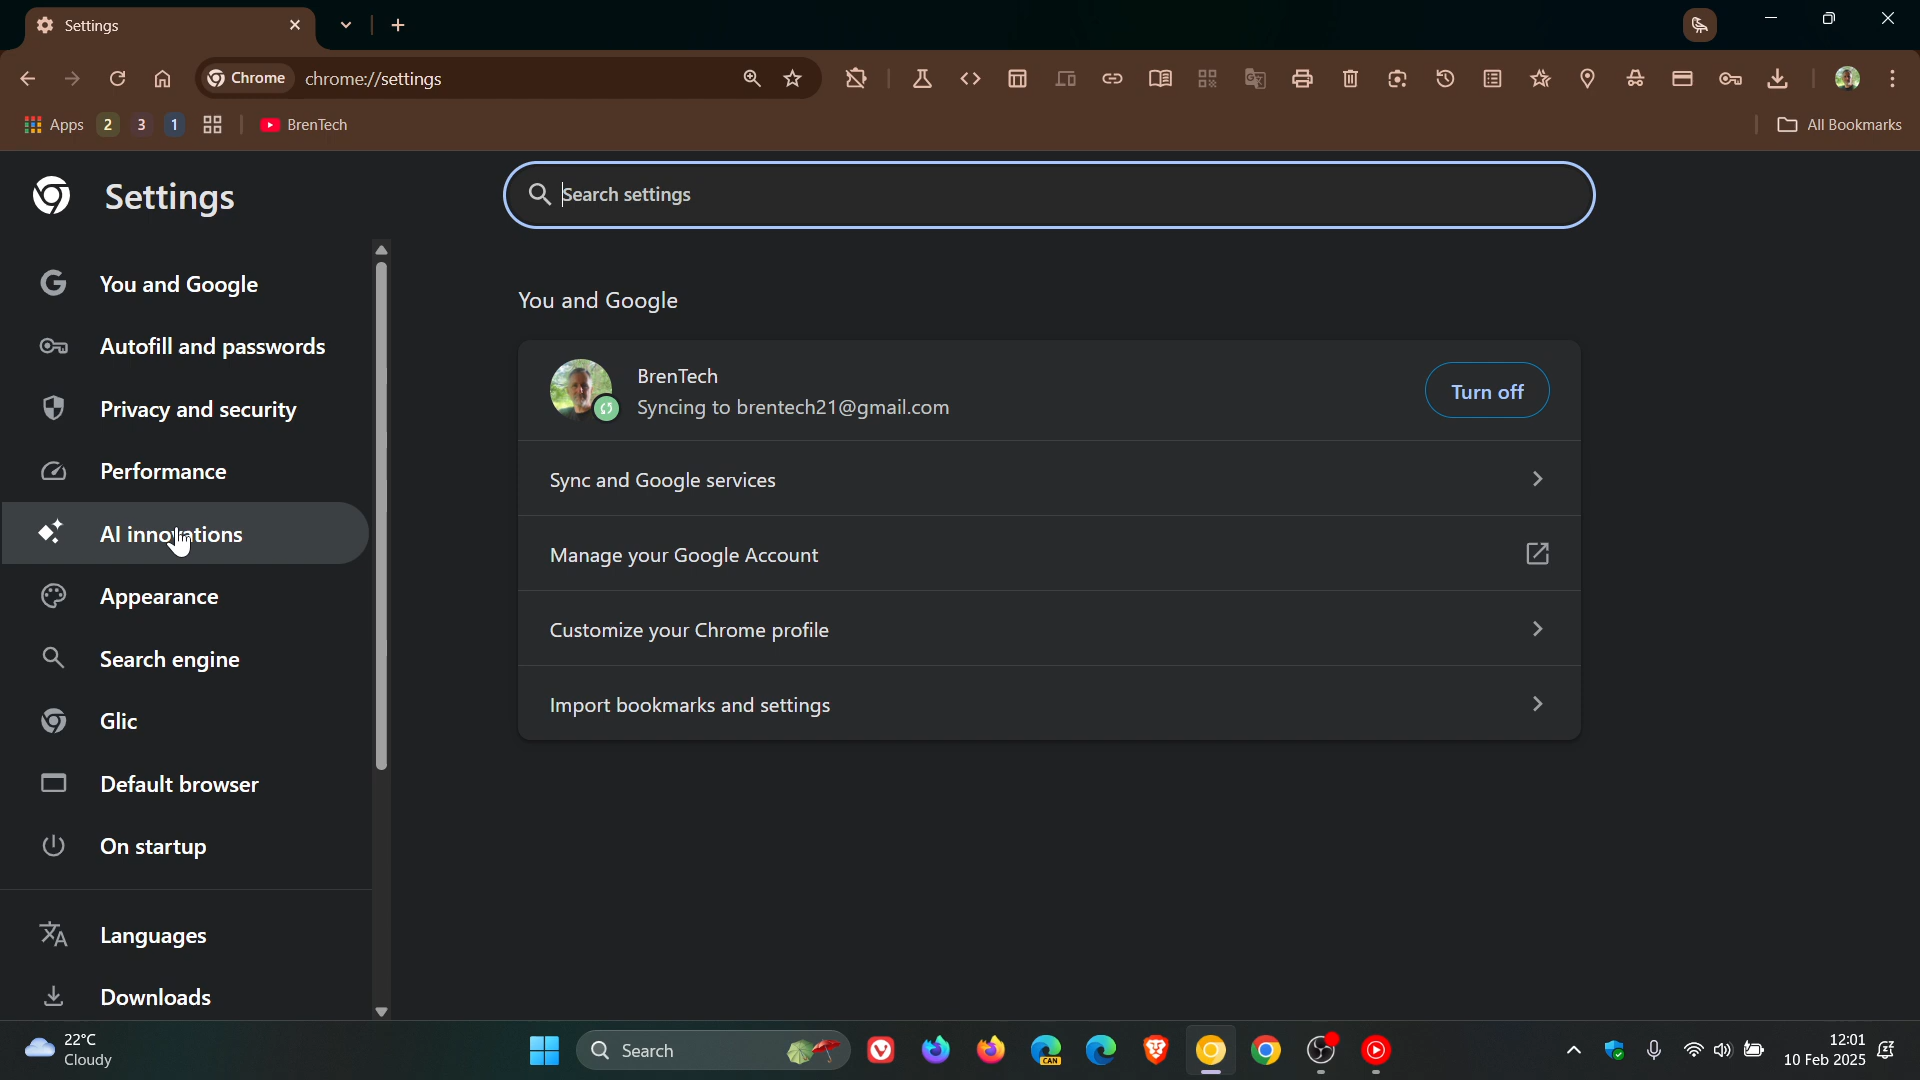 Settings
Chrome
chrome://settings
Apps
2
3
1
BrenTech
All Bookmarks
Settings
Search settings
You and Google
Autofill and passwords
Privacy and security
Performance
AI innovations
Appearance
Search engine
Glic
Default browser
On startup
Languages
Downloads
You and Google
BrenTech
Syncing to brentech21@gmail.com
Turn off
Sync and Google services
Manage your Google Account
Customize your Chrome profile
Import bookmarks and settings
22°C
Cloudy
Search
CAN
12:01
10 Feb 2025